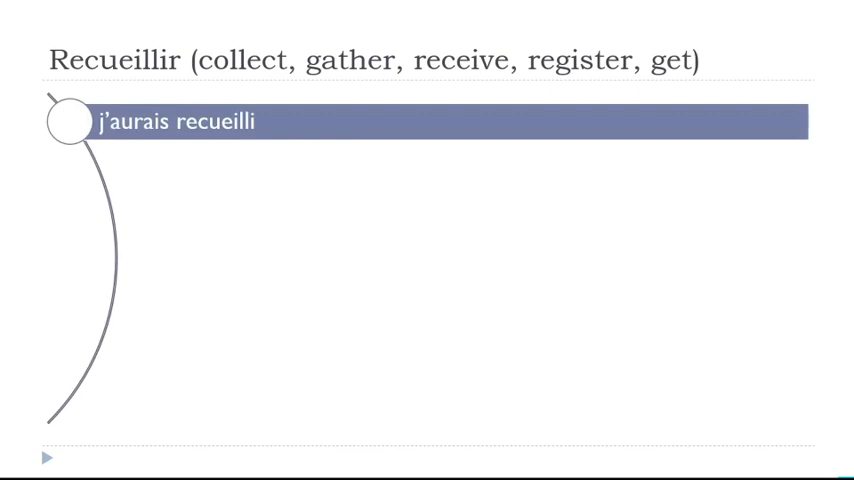 Recueillir (collect, gather, receive, register, get)
j'aurais recueilli